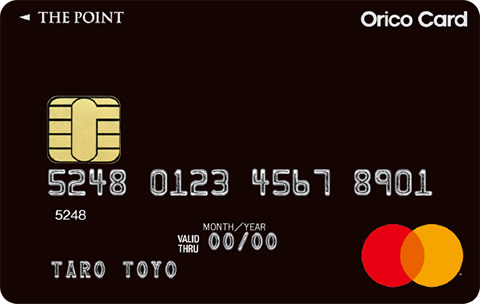 ◄ THE POINT
Orico Card
5248 0123 4567 8901
5248
MONTH/YEAR
VALID THRU 00/00
TARO TOYO